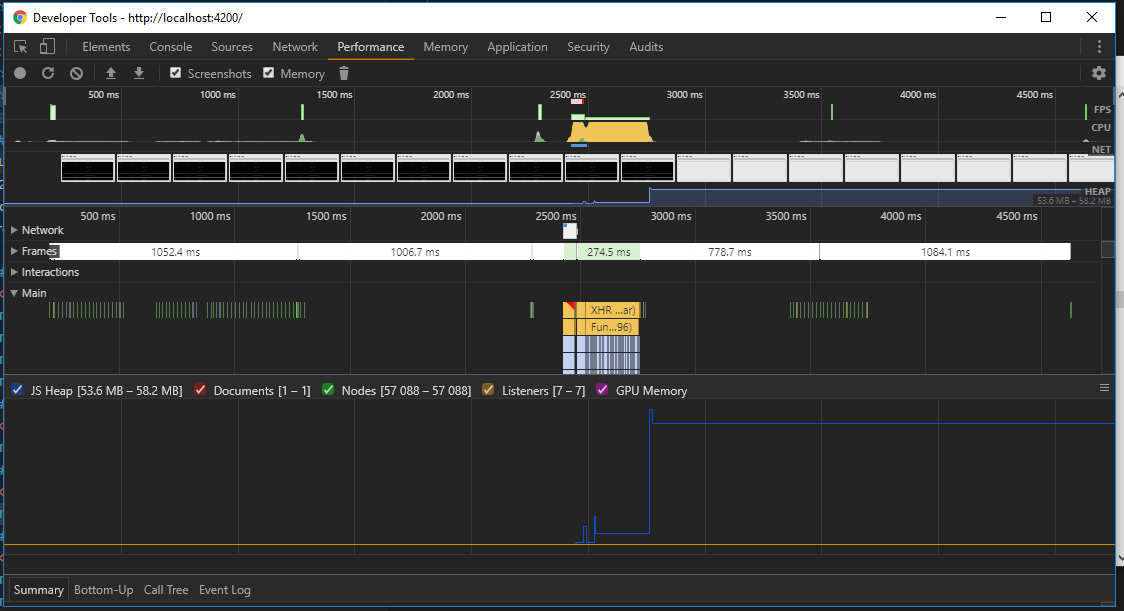 Developer Tools - http://localhost:4200/
Elements Console Sources Network Performance Memory Application Security Audits
Screenshots Memory
500 ms 1000 ms 1500 ms 2000 ms 2500 ms 3000 ms 3500 ms 4000 ms 4500 ms
FPS
CPU
NET
HEAP
53.6 MB – 58.2 MB
500 ms 1000 ms 1500 ms 2000 ms 2500 ms 3000 ms 3500 ms 4000 ms 4500 ms
Network
Frames 1052.4 ms 1006.7 ms 274.5 ms 778.7 ms 1084.1 ms
Interactions
Main
XHR ...ar)
Fun...96)
JS Heap [53.6 MB – 58.2 MB] Documents [1 – 1] Nodes [57 088 – 57 088] Listeners [7 – 7] GPU Memory
Summary Bottom-Up Call Tree Event Log